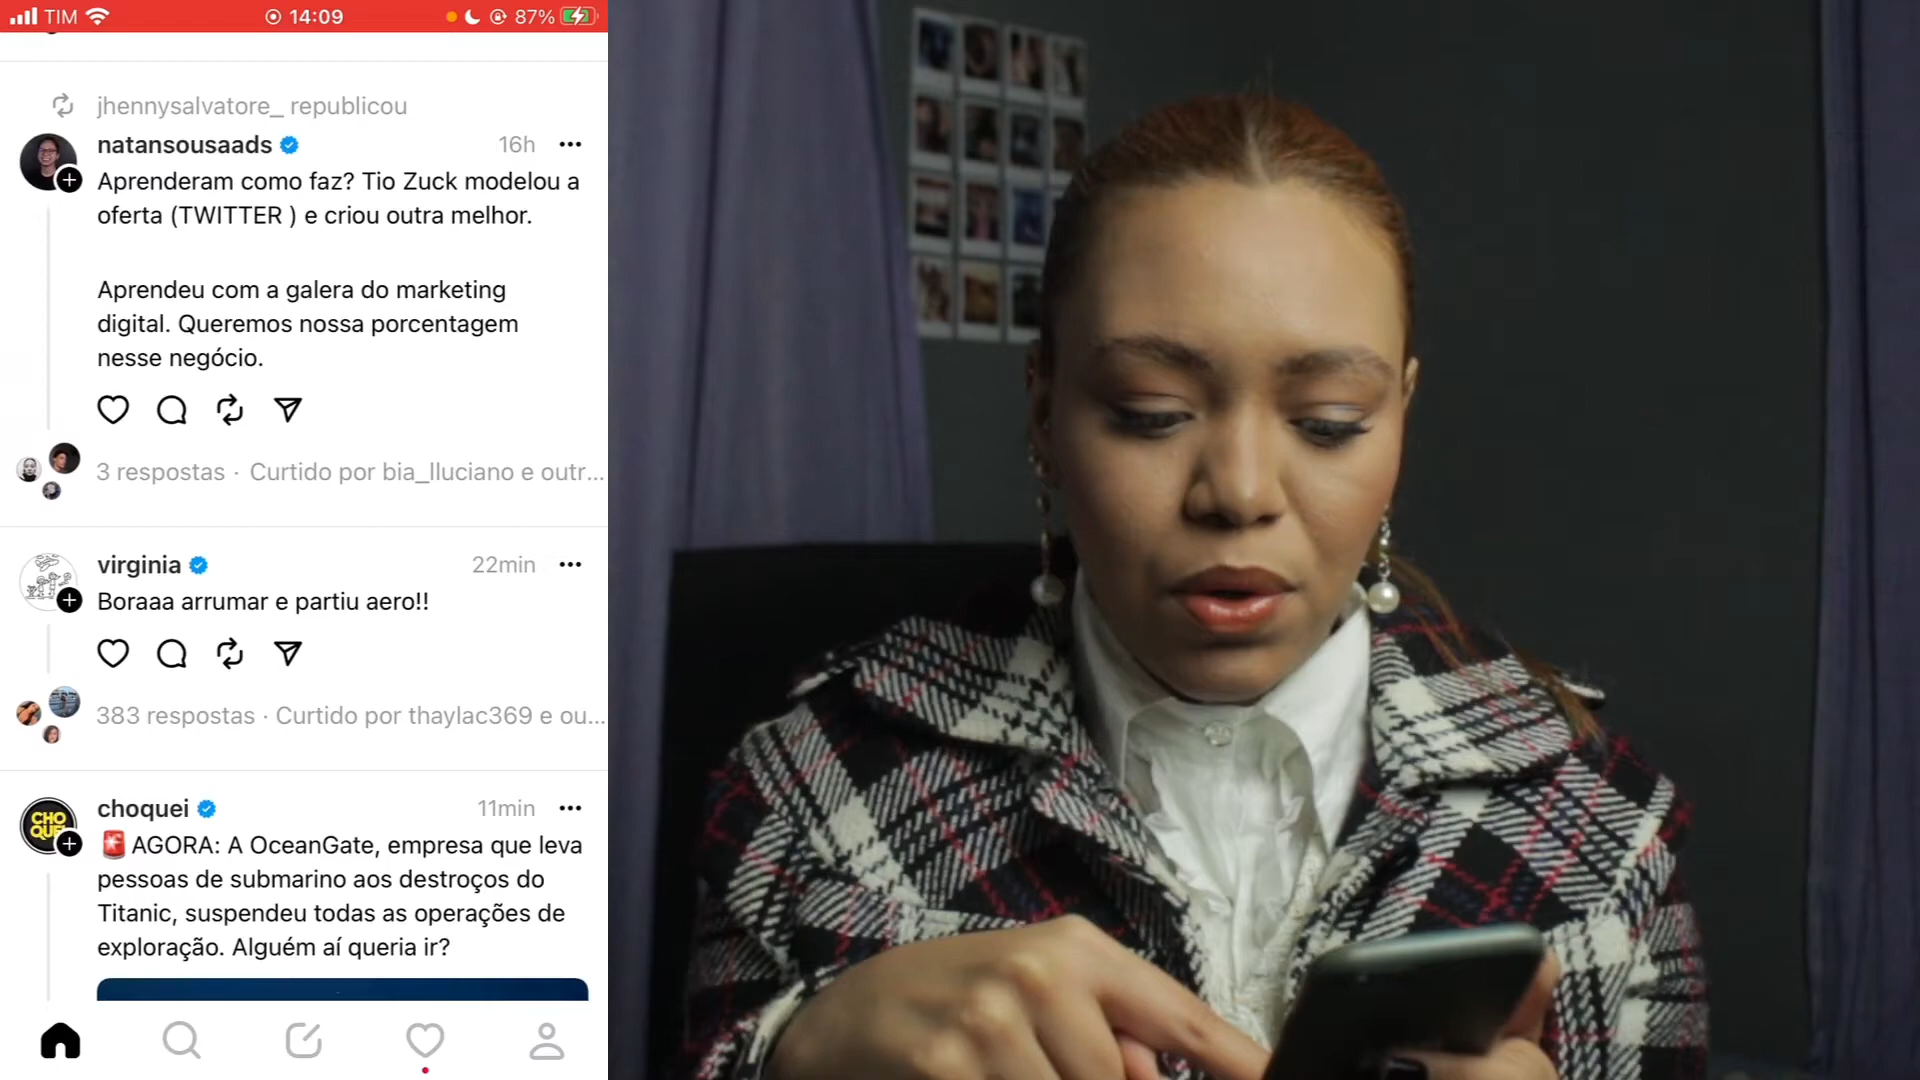 TIM 14:09 87%
jhennysalvatore_ republicou
natansousaads 16h
Aprenderam como faz? Tio Zuck modelou a
oferta (TWITTER ) e criou outra melhor.
Aprendeu com a galera do marketing
digital. Queremos nossa porcentagem
nesse negócio.
3 respostas · Curtido por bia_lluciano e outr...
virginia 22min
Boraaa arrumar e partiu aero!!
383 respostas · Curtido por thaylac369 e ou...
choquei 11min
CHO
QUEI
🚨 AGORA: A OceanGate, empresa que leva
pessoas de submarino aos destroços do
Titanic, suspendeu todas as operações de
exploração. Alguém aí queria ir?